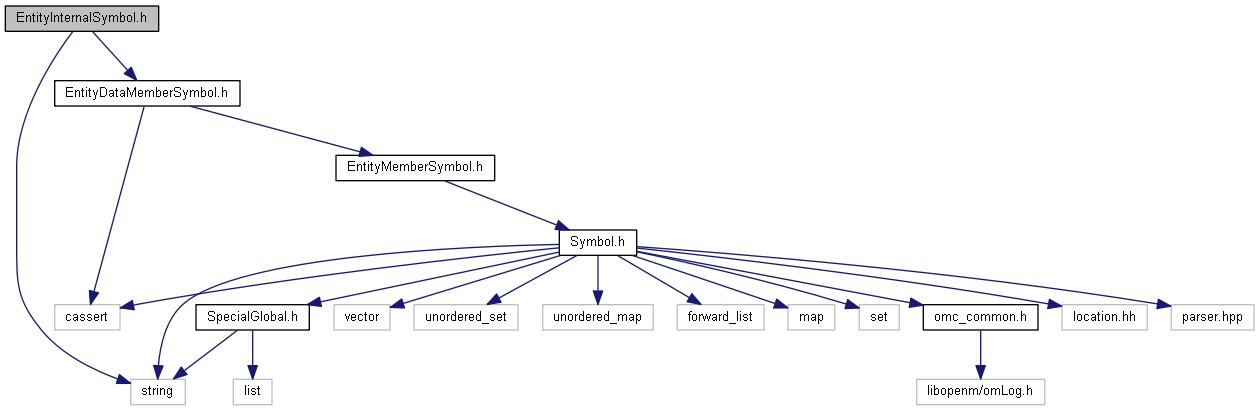 EntityInternalSymbol.h
EntityDataMemberSymbol.h
EntityMemberSymbol.h
Symbol.h
cassert
SpecialGlobal.h
vector
unordered_set
unordered_map
forward_list
map
set
omc_common.h
location.hh
parser.hpp
string
list
libopenm/omLog.h